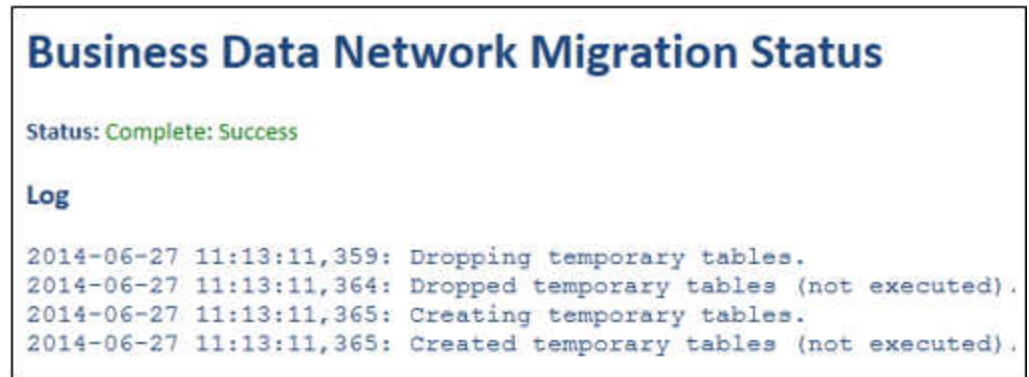 Business Data Network Migration Status
Status: Complete: Success
Log
2014-06-27 11:13:11,359: Dropping temporary tables.
2014-06-27 11:13:11,364: Dropped temporary tables (not executed).
2014-06-27 11:13:11,365: Creating temporary tables.
2014-06-27 11:13:11,365: Created temporary tables (not executed).